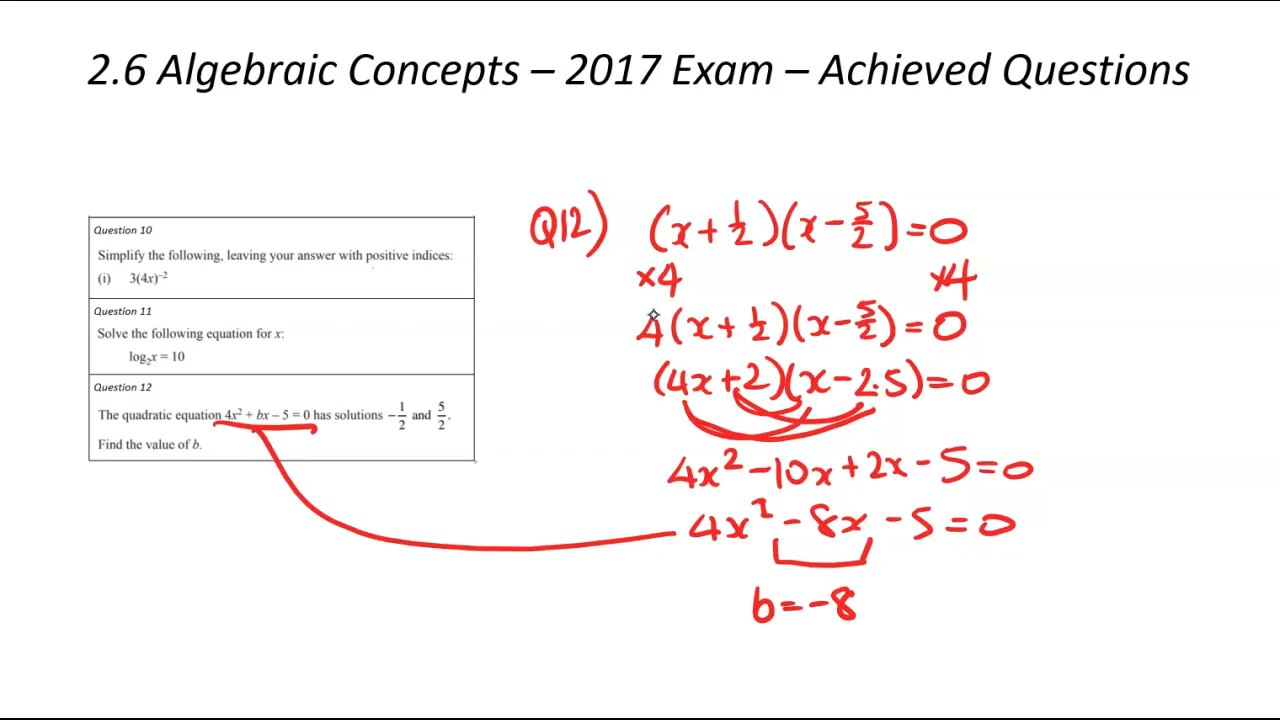 2.6 Algebraic Concepts – 2017 Exam – Achieved Questions
Question 10
Simplify the following, leaving your answer with positive indices:
(i) 3(4x)⁻²
Question 11
Solve the following equation for x:
log₂x = 10
Question 12
The quadratic equation 4x² + bx – 5 = 0 has solutions –1/2 and 5/2.
Find the value of b.
Q12) (x + 1/2)(x – 5/2) = 0
×4 ×4
4(x + 1/2)(x – 5/2) = 0
(4x + 2)(x – 2.5) = 0
4x² – 10x + 2x – 5 = 0
4x² – 8x – 5 = 0
b = –8